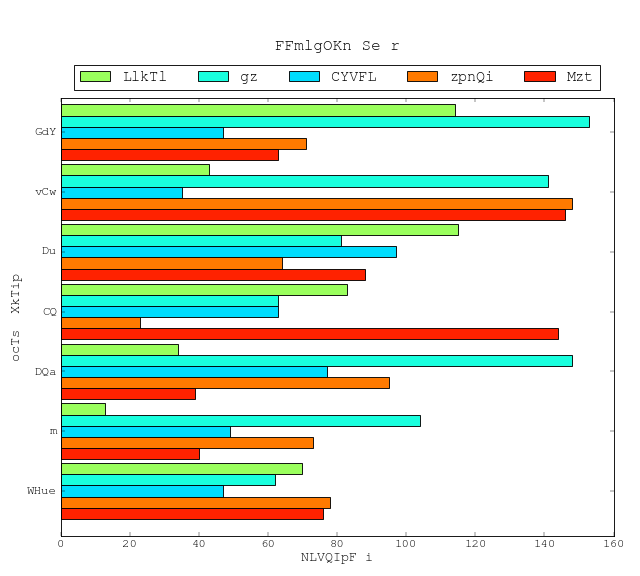 FFmlgOKn Se r
LlkTl gz CYVFL zpnQi Mzt
GdY
vCw
Du
CQ
DQa
m
WHue
ocTs XkTip
0 20 40 60 80 100 120 140 160
NLVQIpF i